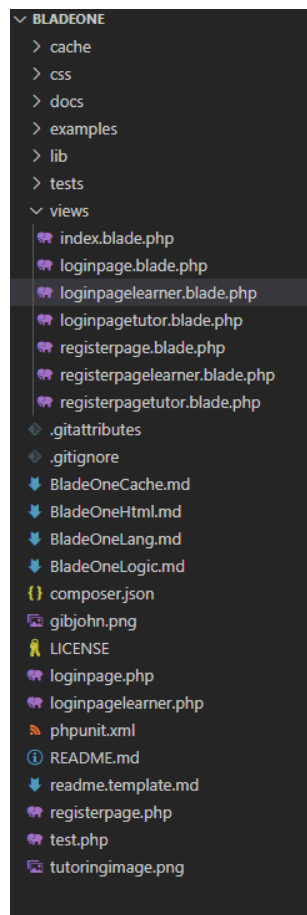 BLADEONE
cache
css
docs
examples
lib
tests
views
index.blade.php
loginpage.blade.php
loginpagelearner.blade.php
loginpagetutor.blade.php
registerpage.blade.php
registerpagelearner.blade.php
registerpagetutor.blade.php
.gitattributes
.gitignore
BladeOneCache.md
BladeOneHtml.md
BladeOneLang.md
BladeOneLogic.md
composer.json
gibjohn.png
LICENSE
loginpage.php
loginpagelearner.php
phpunit.xml
README.md
readme.template.md
registerpage.php
test.php
tutoringimage.png